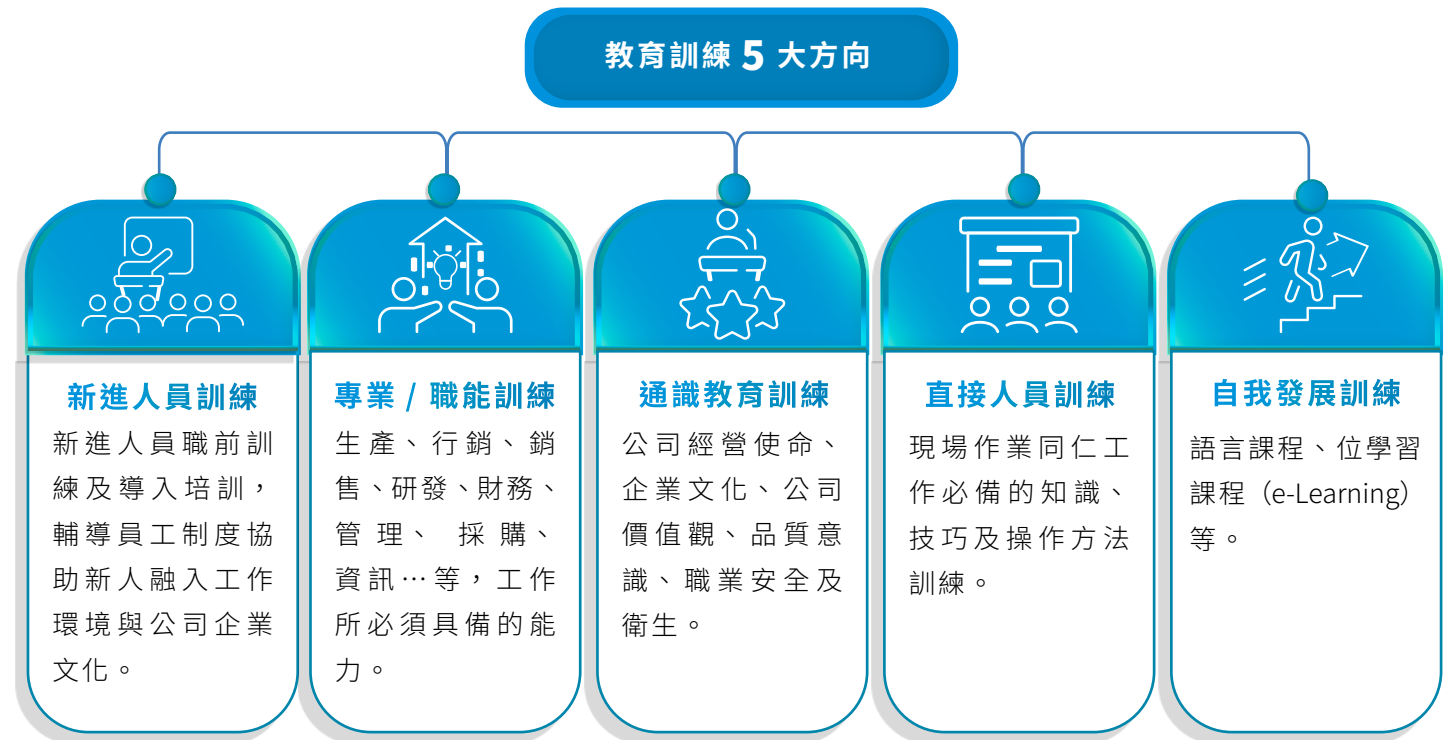 教育訓練 5 大方向
新進人員訓練
新進人員職前訓
練及導入培訓，
輔導員工制度協
助新人融入工作
環境與公司企業
文化。
專業 / 職能訓練
生產、行銷、銷
售、研發、財務、
管理、採購、
資訊…等，工作
所必須具備的能
力。
通識教育訓練
公司經營使命、
企業文化、公司
價值觀、品質意
識、職業安全及
衛生。
直接人員訓練
現場作業同仁工
作必備的知識、
技巧及操作方法
訓練。
自我發展訓練
語言課程、位學習
課程（e-Learning）
等。